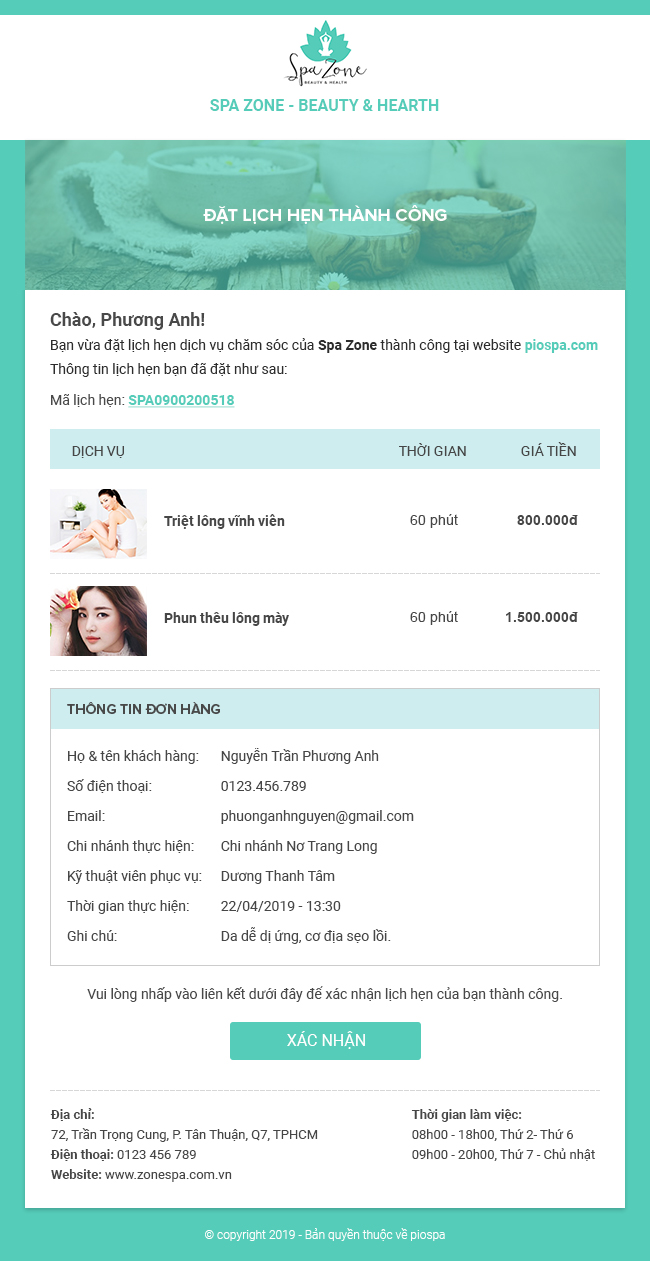 Spa Zone
BEAUTY & HEALTH
SPA ZONE - BEAUTY & HEARTH
ĐẶT LỊCH HẸN THÀNH CÔNG
Chào, Phương Anh!
Bạn vừa đặt lịch hẹn dịch vụ chăm sóc của Spa Zone thành công tại website piospa.com
Thông tin lịch hẹn bạn đã đặt như sau:
Mã lịch hẹn: SPA0900200518
DỊCH VỤ THỜI GIAN GIÁ TIỀN
Triệt lông vĩnh viên 60 phút 800.000đ
Phun thêu lông mày 60 phút 1.500.000đ
THÔNG TIN ĐƠN HÀNG
Họ & tên khách hàng: Nguyễn Trần Phương Anh
Số điện thoại: 0123.456.789
Email: phuonganhnguyen@gmail.com
Chi nhánh thực hiện: Chi nhánh Nơ Trang Long
Kỹ thuật viên phục vụ: Dương Thanh Tâm
Thời gian thực hiện: 22/04/2019 - 13:30
Ghi chú: Da dễ dị ứng, cơ địa sẹo lồi.
Vui lòng nhấp vào liên kết dưới đây để xác nhận lịch hẹn của bạn thành công.
XÁC NHẬN
Địa chỉ:
72, Trần Trọng Cung, P. Tân Thuận, Q7, TPHCM
Điện thoại: 0123 456 789
Website: www.zonespa.com.vn
Thời gian làm việc:
08h00 - 18h00, Thứ 2- Thứ 6
09h00 - 20h00, Thứ 7 - Chủ nhật
© copyright 2019 - Bản quyền thuộc về piospa